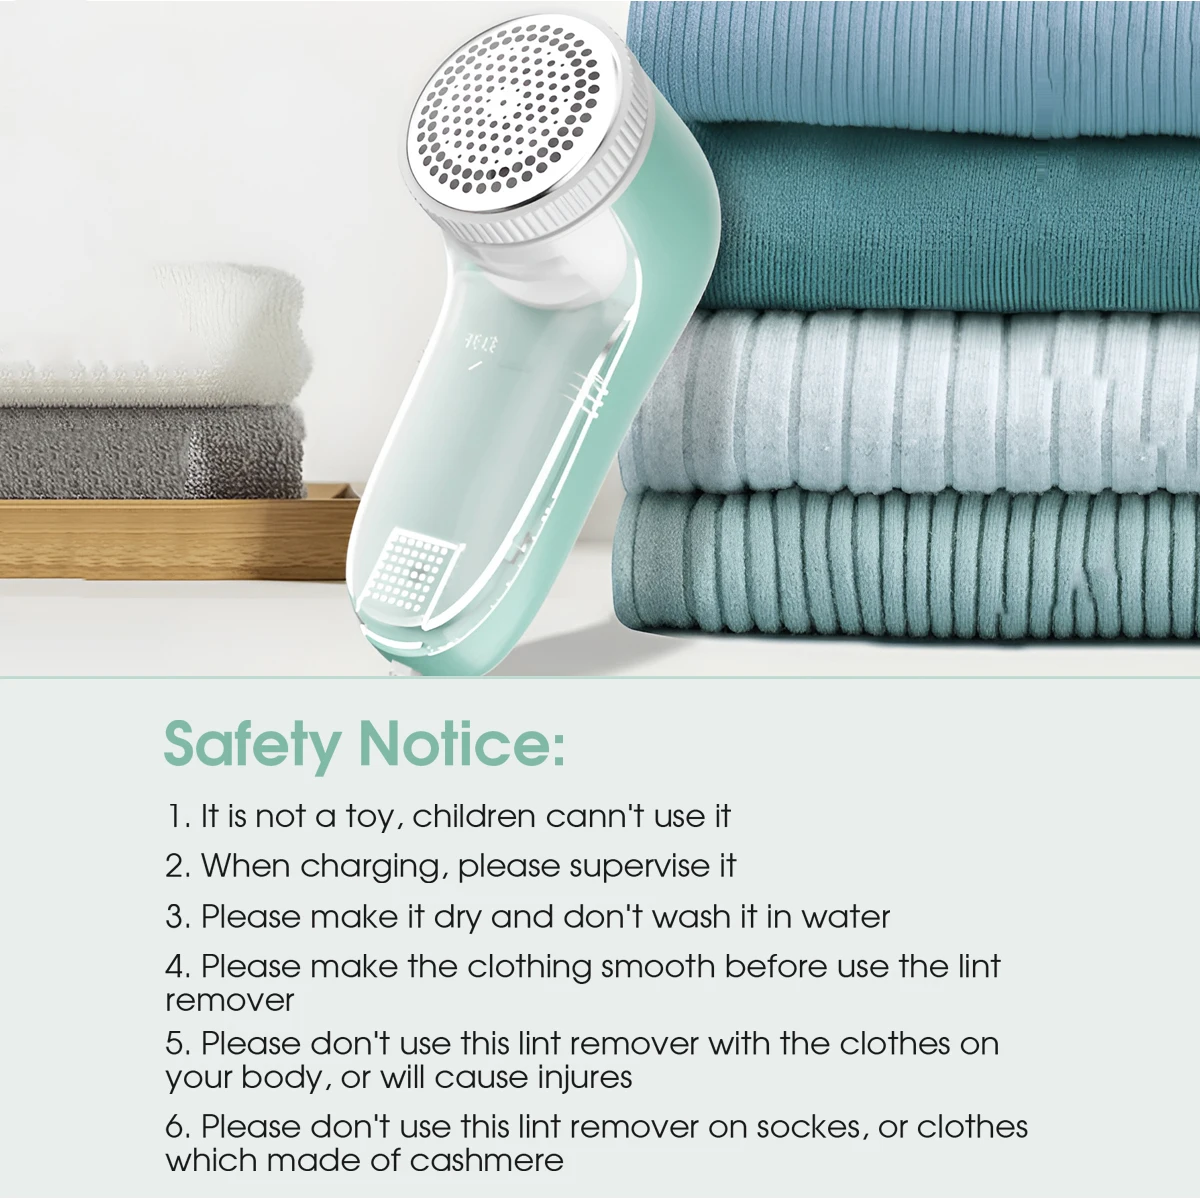 Safety Notice:
1. It is not a toy, children cann't use it
2. When charging, please supervise it
3. Please make it dry and don't wash it in water
4. Please make the clothing smooth before use the lint
remover
5. Please don't use this lint remover with the clothes on
your body, or will cause injures
6. Please don't use this lint remover on sockes, or clothes
which made of cashmere